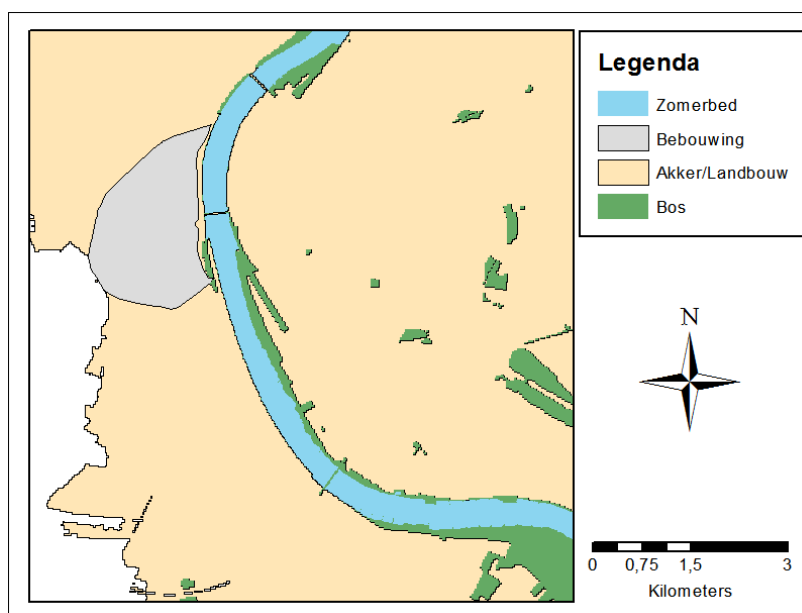 Legenda
Zomerbed
Bebouwing
Akker/Landbouw
Bos
N
0 0,75 1,5 3
Kilometers